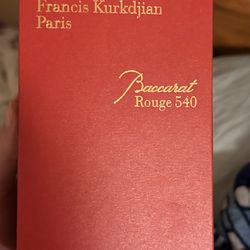 Francis Kurkdjian
Paris
Baccarat
Rouge 540